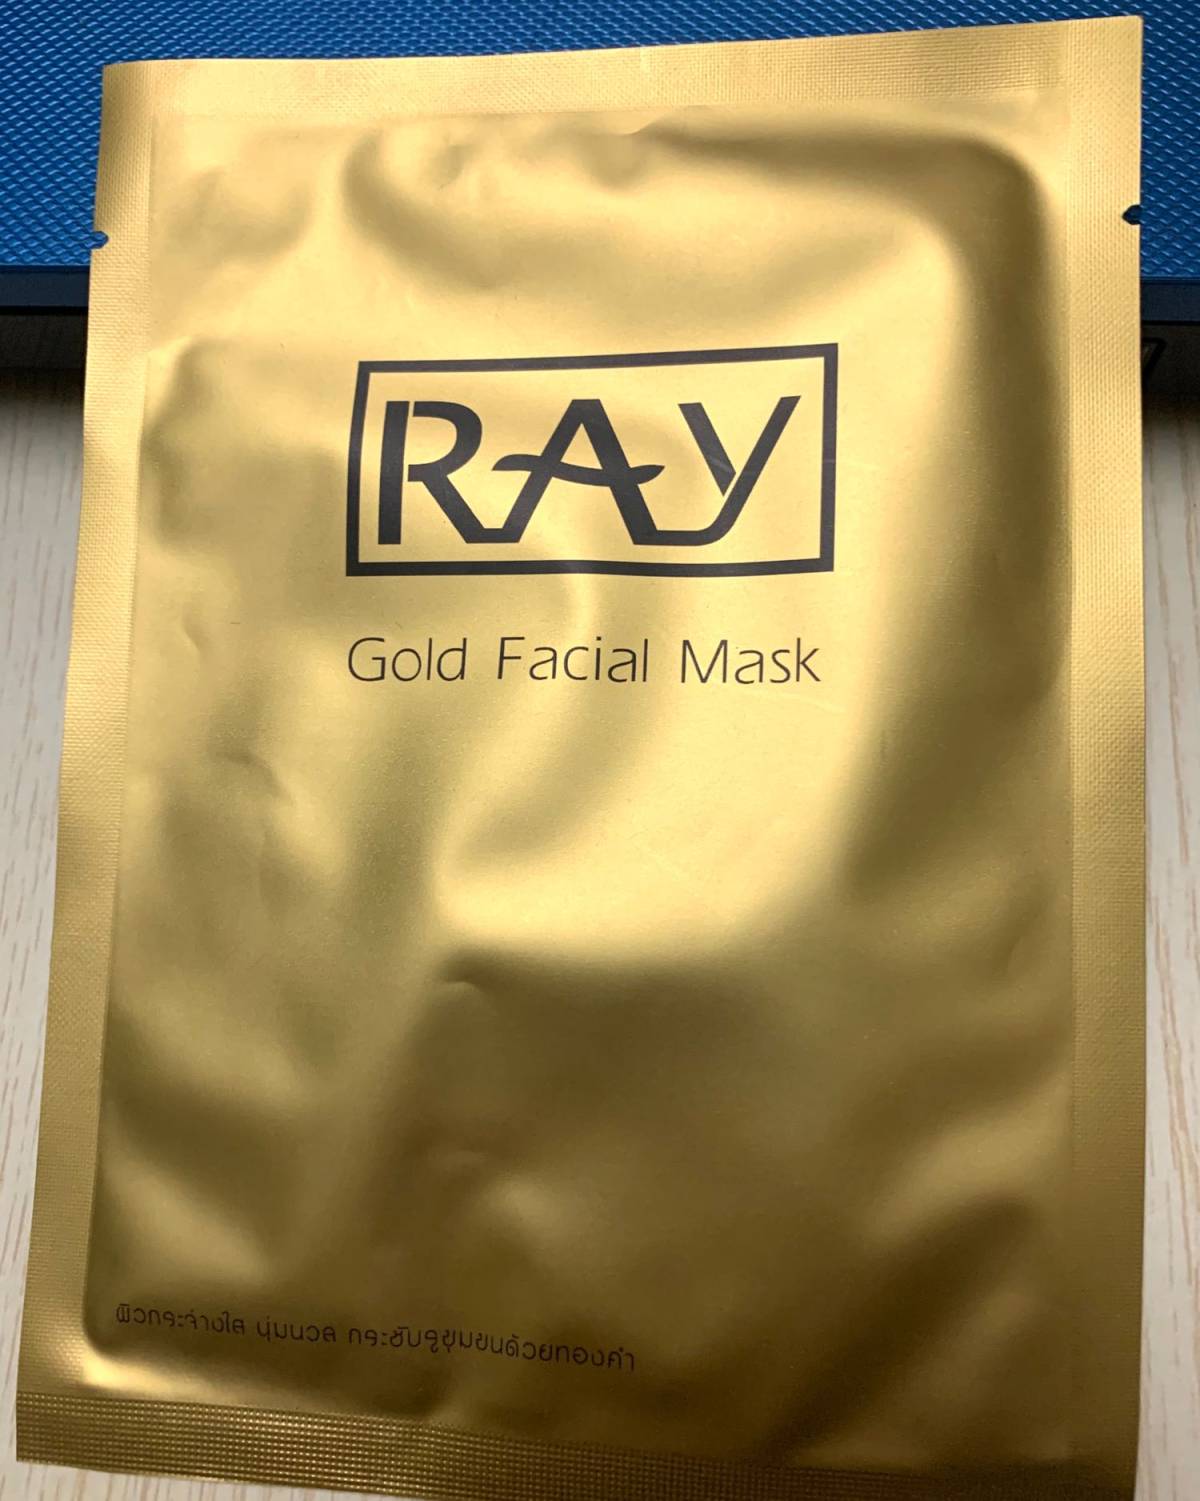 RAY
Gold Facial Mask
ผิวกระจ่างใส นุ่มนวล กระชับรูขุมขนด้วยทองคำ